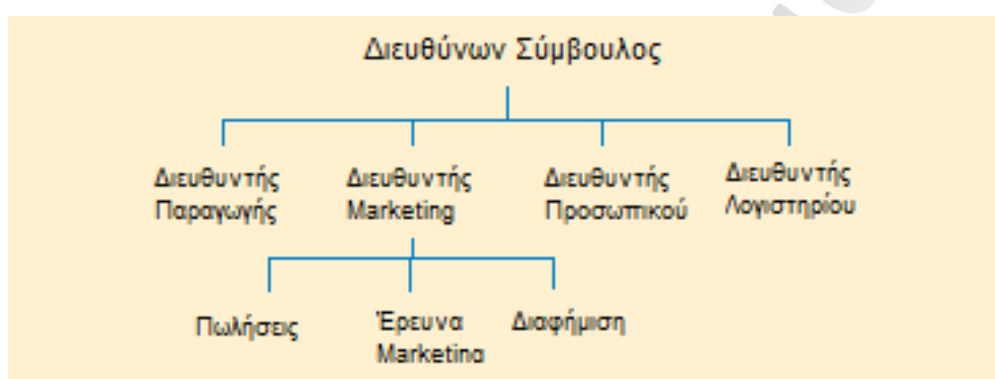 Διευθύνων Σύμβουλος
Διευθυντής
Παραγωγής
Διευθυντής
Marketing
Διευθυντής
Προσωπικού
Διευθυντής
Λογιστηρίου
Πωλήσεις
Έρευνα
Marketing
Διαφήμιση